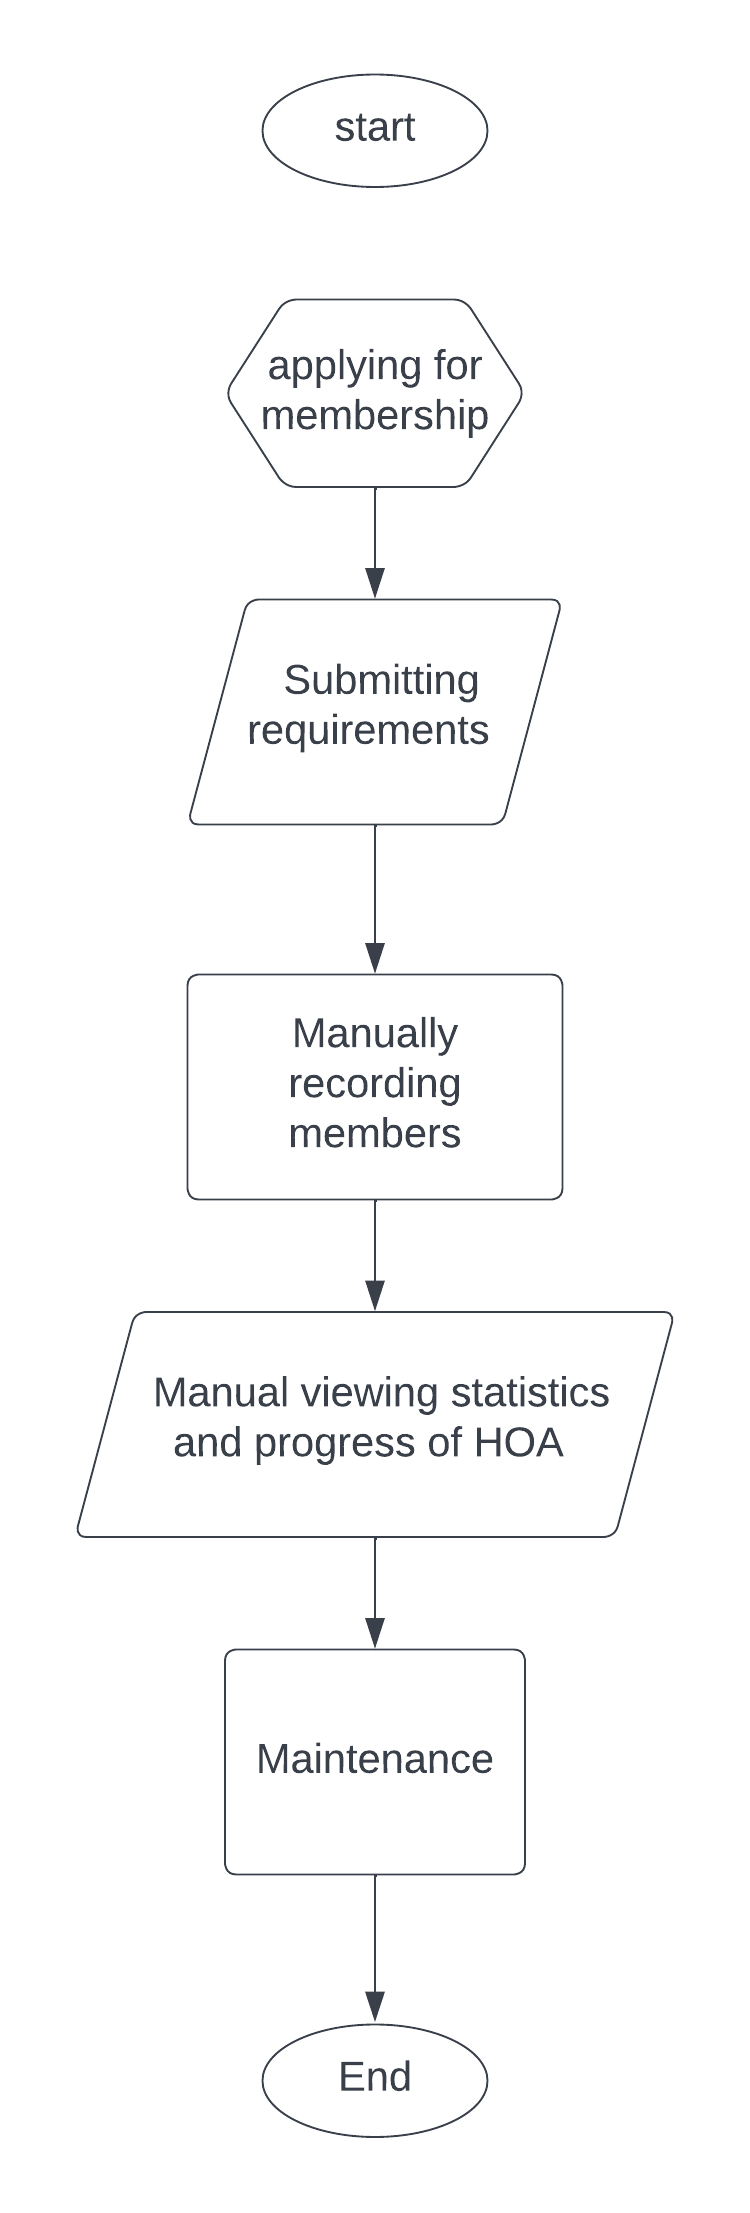 start
applying for
membership
Submitting
requirements
Manually
recording
members
Manual viewing statistics
and progress of HOA
Maintenance
End